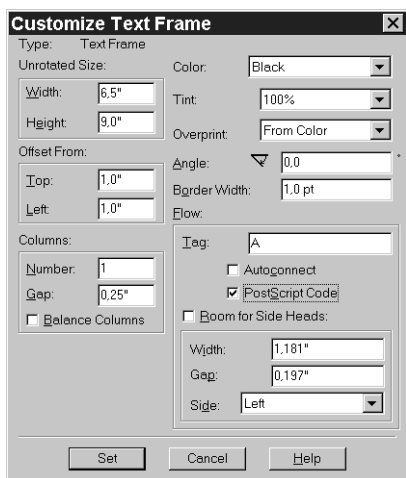 Customize Text Frame
Type: Text Frame
Unrotated Size:
Width: 6,5"
Height: 9,0"
Offset From:
Top: 1,0"
Left: 1,0"
Columns:
Number: 1
Gap: 0,25"
Balance Columns
Color: Black
Tint: 100%
Overprint: From Color
Angle: 0,0 °
Border Width: 1,0 pt
Flow:
Tag: A
Autoconnect
PostScript Code
Room for Side Heads:
Width: 1,181"
Gap: 0,197"
Side: Left
Set Cancel Help